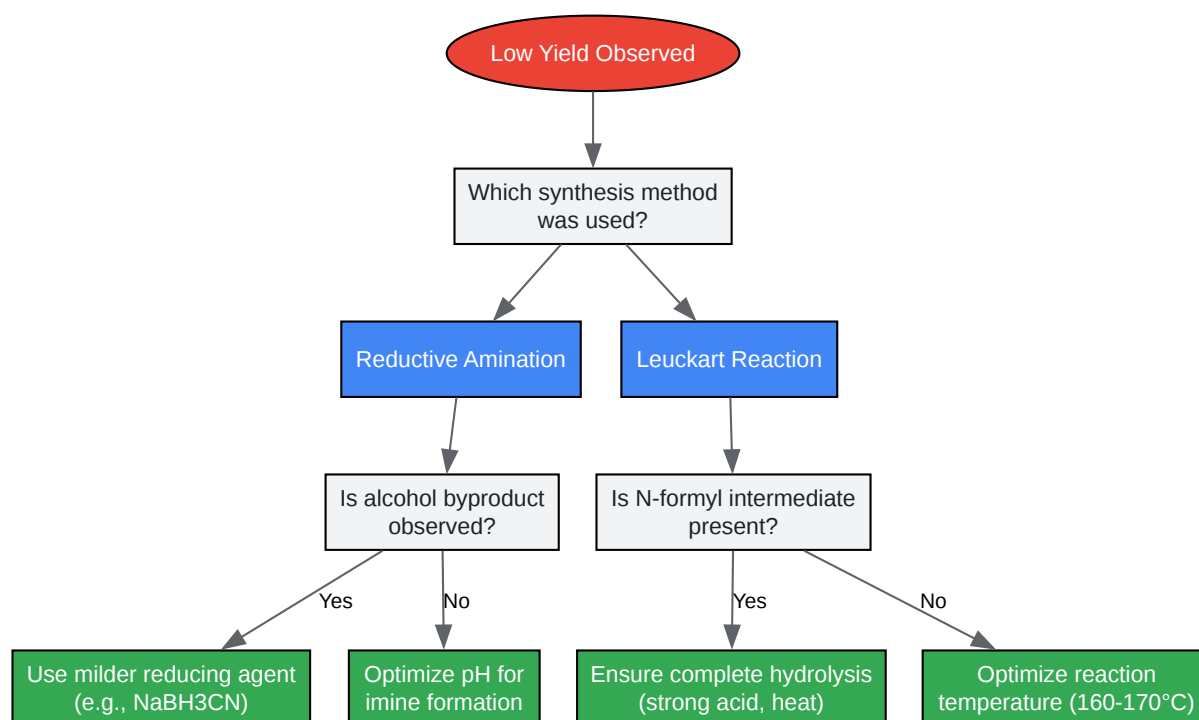 Low Yield Observed
Which synthesis method
was used?
Reductive Amination
Leuckart Reaction
Is alcohol byproduct
observed?
Is N-formyl intermediate
present?
Yes
No
Yes
No
Use milder reducing agent
(e.g., NaBH3CN)
Optimize pH for
imine formation
Ensure complete hydrolysis
(strong acid, heat)
Optimize reaction
temperature (160-170°C)